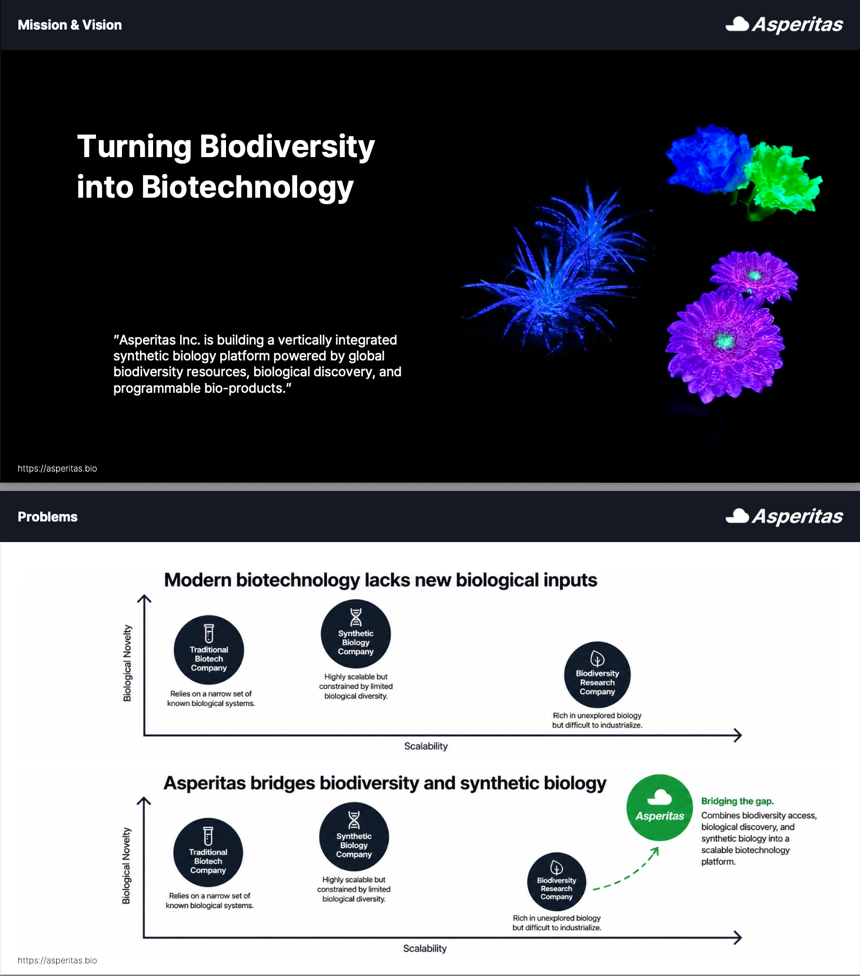 Mission & Vision
Asperitas
Turning Biodiversity
into Biotechnology
"Asperitas Inc. is building a vertically integrated
synthetic biology platform powered by global
biodiversity resources, biological discovery, and
programmable bio-products."
https://asperitas.bio
Problems
Asperitas
Modern biotechnology lacks new biological inputs
Biological Novelty
Traditional
Biotech
Company
Relies on a narrow set of
known biological systems.
Synthetic
Biology
Company
Highly scalable but
constrained by limited
biological diversity.
Biodiversity
Research
Company
Rich in unexplored biology
but difficult to industrialize.
Scalability
Asperitas bridges biodiversity and synthetic biology
Biological Novelty
Traditional
Biotech
Company
Relies on a narrow set of
known biological systems.
Synthetic
Biology
Company
Highly scalable but
constrained by limited
biological diversity.
Biodiversity
Research
Company
Rich in unexplored biology
but difficult to industrialize.
Asperitas
Bridging the gap.
Combines biodiversity access,
biological discovery, and
synthetic biology into a
scalable biotechnology
platform.
Scalability
https://asperitas.bio